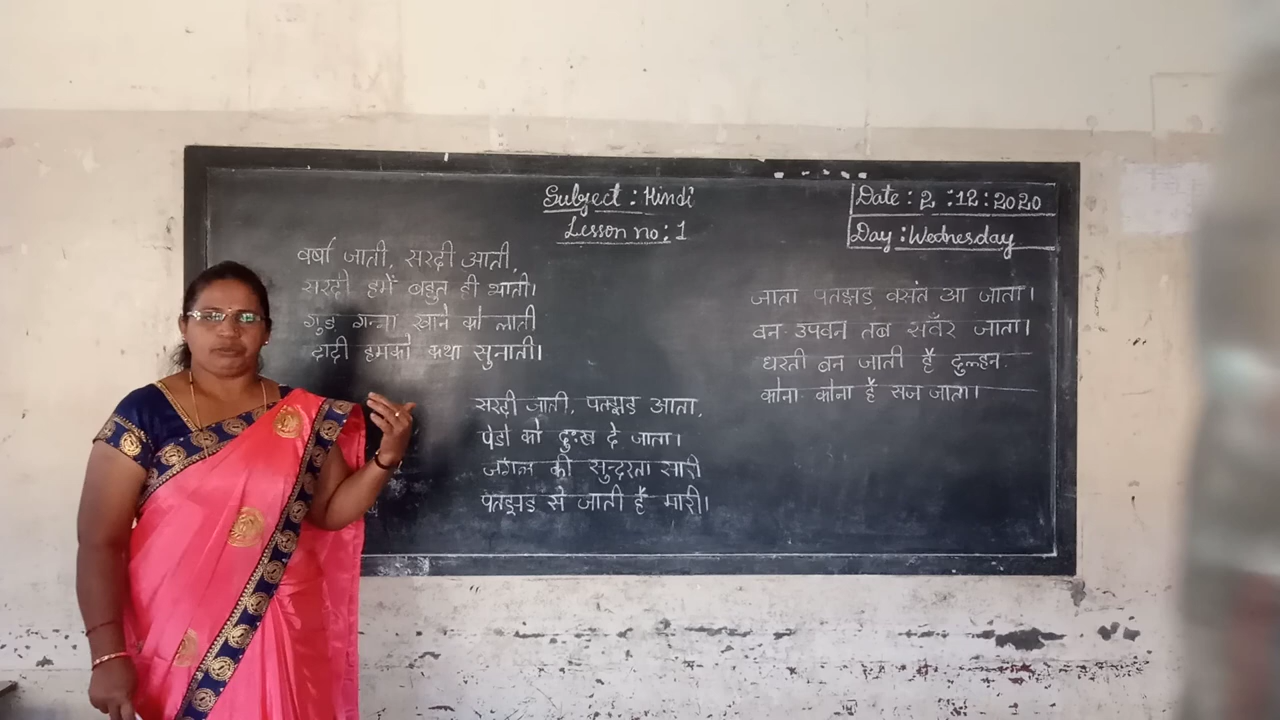 Subject : Hindi
Lesson no : 1
Date : 2 :12:2020
Day : Wednesday
वर्षा जाती, सरदी आती,
सरदी हमें बहुत ही भाती।
गुड गन्ना खाने को लाती
दादी हमको कथा सुनाती।
सरदी जाती, पतझड आता,
पेडो को दुःख दे जाता।
जंगल की सुन्दरता सारी
पतझड से जाती हैं मारी।
जाता पतझड वसंत आ जाता।
वन-उपवन तब सवँर जाता।
धरती बन जाती हैं दुल्हन
कोना-कोना हैं सज जाता।